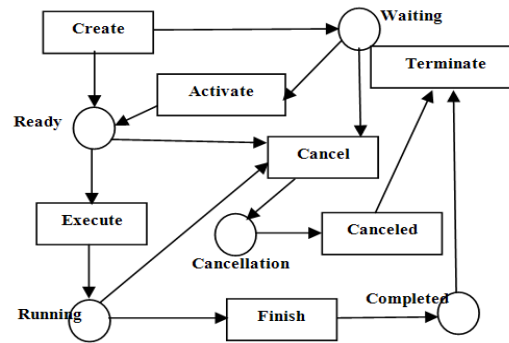 Waiting
Create
Terminate
Activate
Ready
Cancel
Execute
Canceled
Cancellation
Completed
Running
Finish